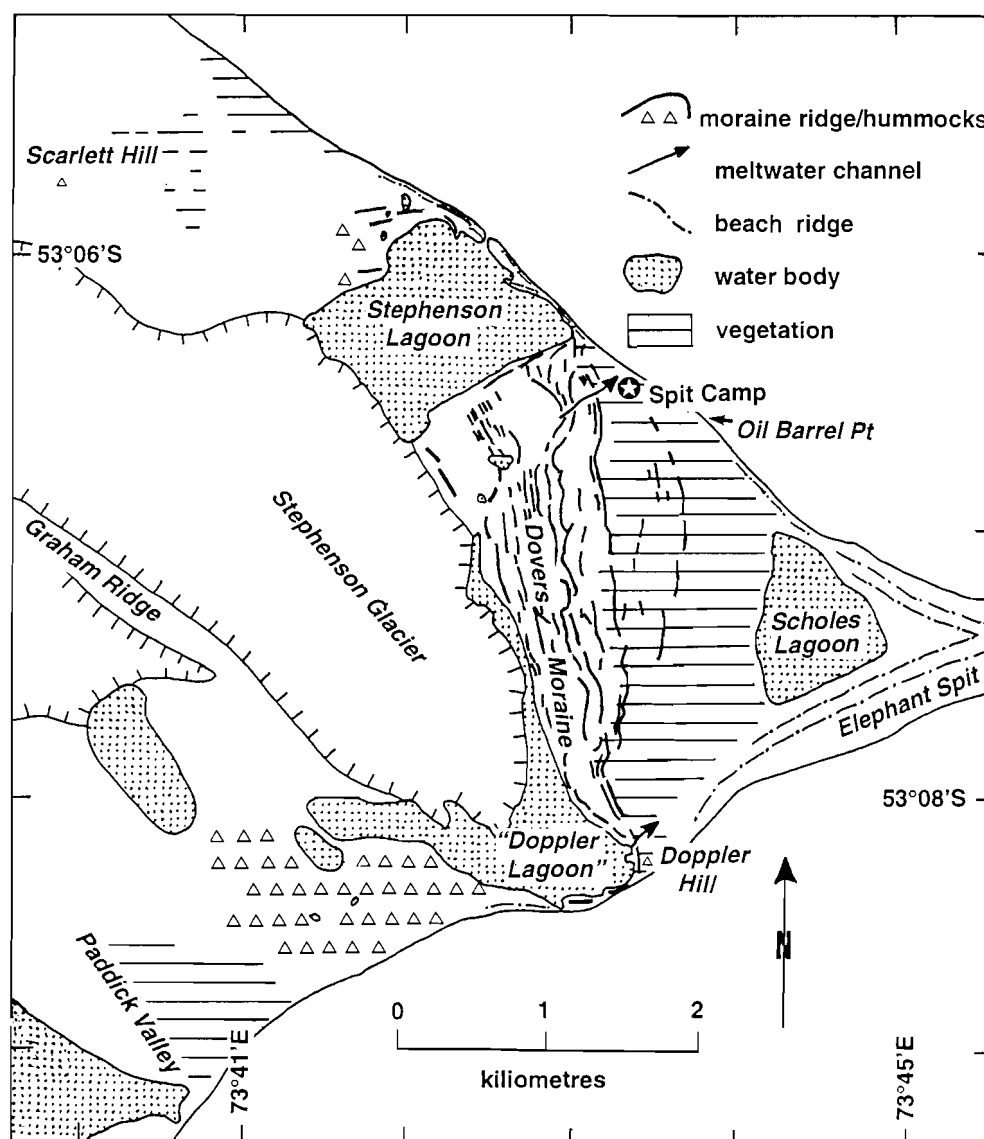 moraine ridge/hummocks
meltwater channel
beach ridge
water body
vegetation
Scarlett Hill
53°06'S
Stephenson
Lagoon
Spit Camp
Oil Barrel Pt
Graham Ridge
Stephenson Glacier
Dovers
Moraine
Scholes
Lagoon
Elephant Spit
53°08'S
"Doppler
Lagoon"
Doppler
Hill
Paddick Valley
N
0 1 2
kiliometres
73°41'E
73°45'E